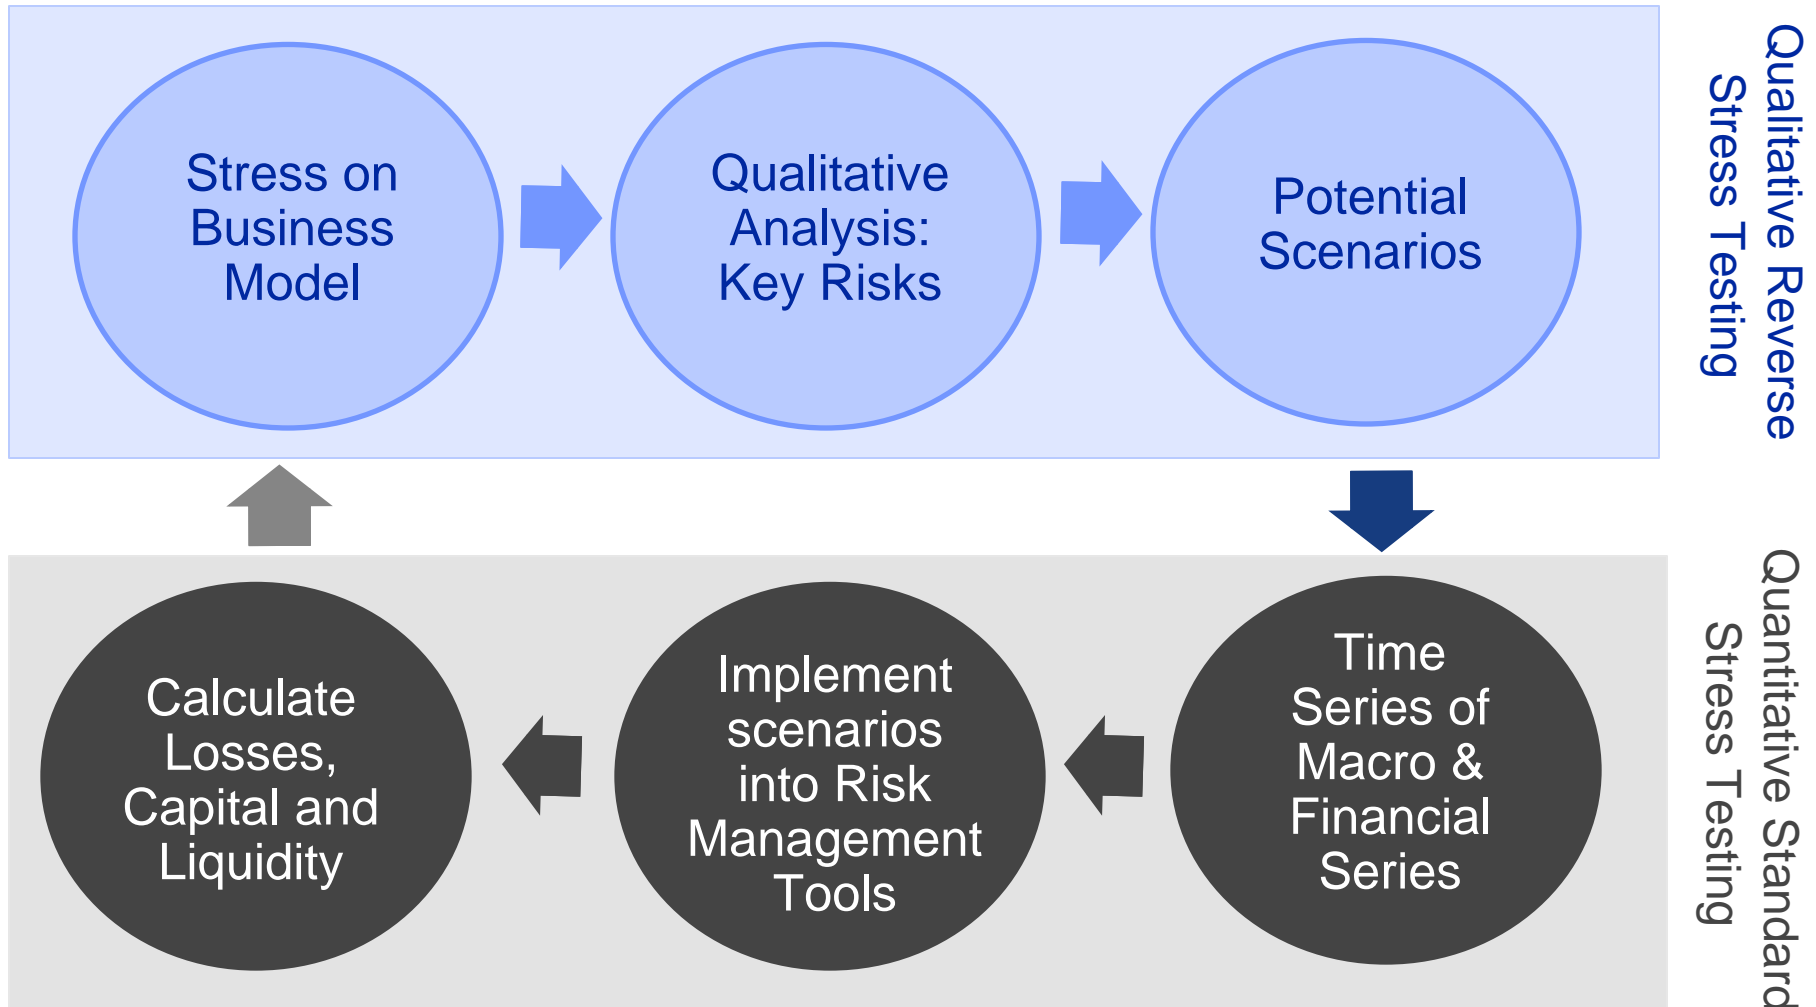 Stress on
Business
Model
Qualitative
Analysis:
Key Risks
Potential
Scenarios
Qualitative Reverse
Stress Testing
Calculate
Losses,
Capital and
Liquidity
Implement
scenarios
into Risk
Management
Tools
Time
Series of
Macro &
Financial
Series
Quantitative Standard
Stress Testing